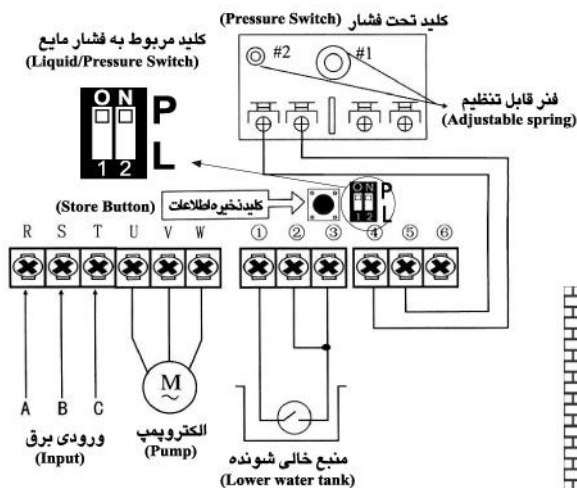 کلید تحت فشار (Pressure Switch)
کلید مربوط به فشار مایع
(Liquid/Pressure Switch)
#2 #1
فنر قابل تنظیم
(Adjustable spring)
O N
P
L
1 2
(Store Button)
کلید ذخیره اطلاعات
ON
P
L
1 2
R S T U V W ① ② ③ ④ ⑤ ⑥
M
~
A B C
ورودی برق
(Input)
الکتروپمپ
(Pump)
منبع خالی شونده
(Lower water tank)